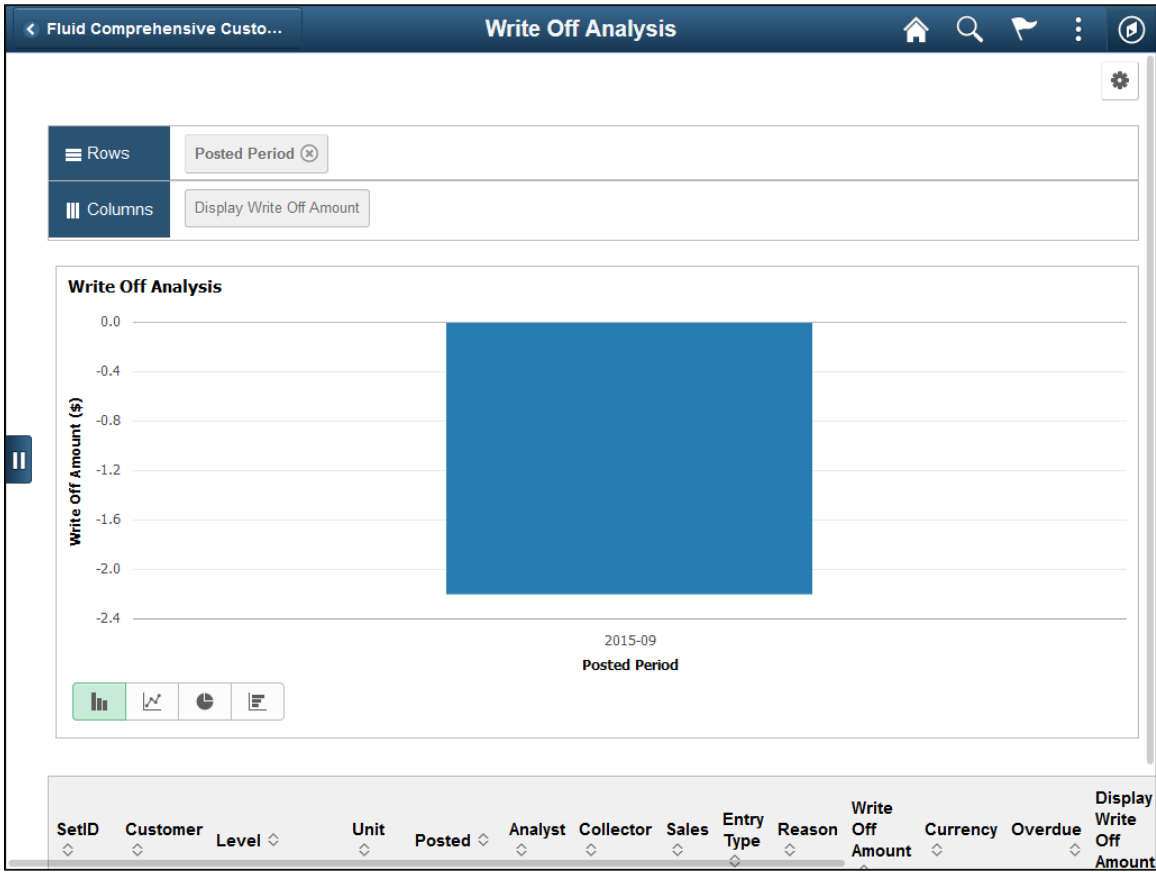 Fluid Comprehensive Custo...
Write Off Analysis
Rows
Posted Period
Columns
Display Write Off Amount
Write Off Analysis
0.0
-0.4
-0.8
-1.2
-1.6
-2.0
-2.4
Write Off Amount ($)
2015-09
Posted Period
SetID
Customer
Level
Unit
Posted
Analyst
Collector
Sales
Entry
Type
Reason
Write
Off
Amount
Currency
Overdue
Display
Write
Off
Amount